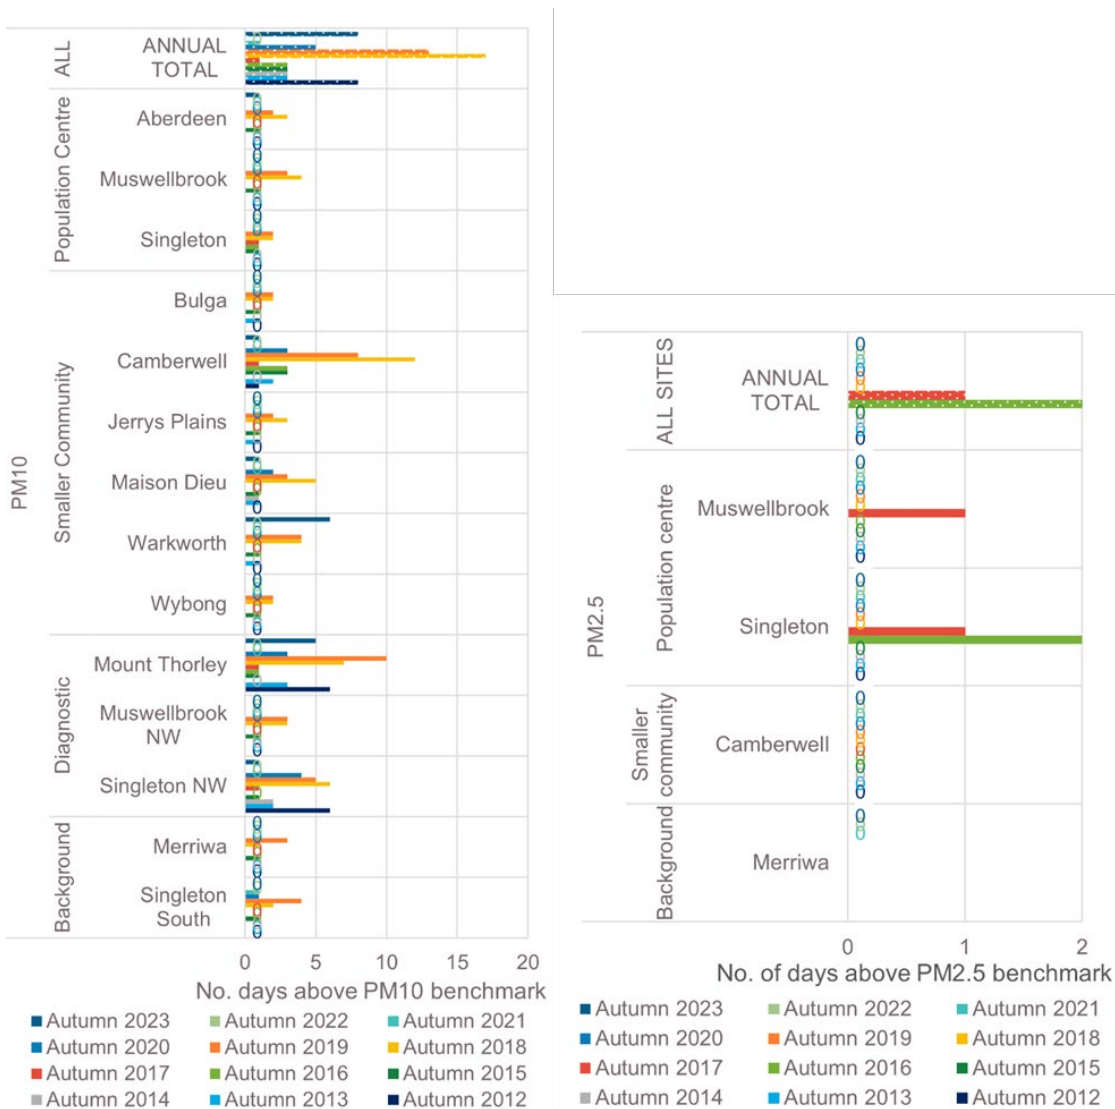 ALL
ANNUAL
TOTAL
PM10
Population Centre
Aberdeen
Muswellbrook
Singleton
Smaller Community
Bulga
Camberwell
Jerrys Plains
Maison Dieu
Warkworth
Wybong
Diagnostic
Mount Thorley
Muswellbrook
NW
Singleton NW
Background
Merriwa
Singleton
South
0 5 10 15 20
No. days above PM10 benchmark
Autumn 2023 Autumn 2022 Autumn 2021
Autumn 2020 Autumn 2019 Autumn 2018
Autumn 2017 Autumn 2016 Autumn 2015
Autumn 2014 Autumn 2013 Autumn 2012
ALL SITES
ANNUAL
TOTAL
PM2.5
Population centre
Muswellbrook
Singleton
Smaller
community
Camberwell
Background
Merriwa
0 1 2
No. of days above PM2.5 benchmark
Autumn 2023 Autumn 2022 Autumn 2021
Autumn 2020 Autumn 2019 Autumn 2018
Autumn 2017 Autumn 2016 Autumn 2015
Autumn 2014 Autumn 2013 Autumn 2012